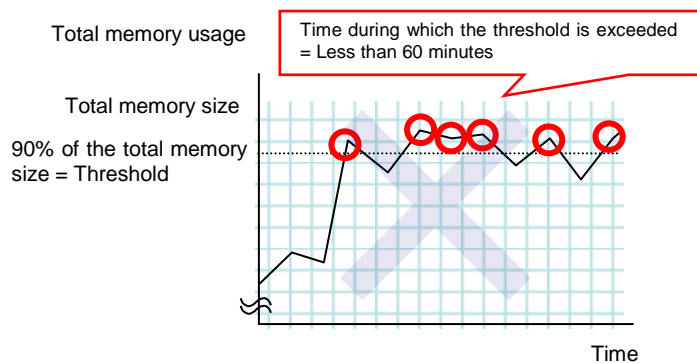 Total memory usage
Time during which the threshold is exceeded
= Less than 60 minutes
Total memory size
90% of the total memory
size = Threshold
Time